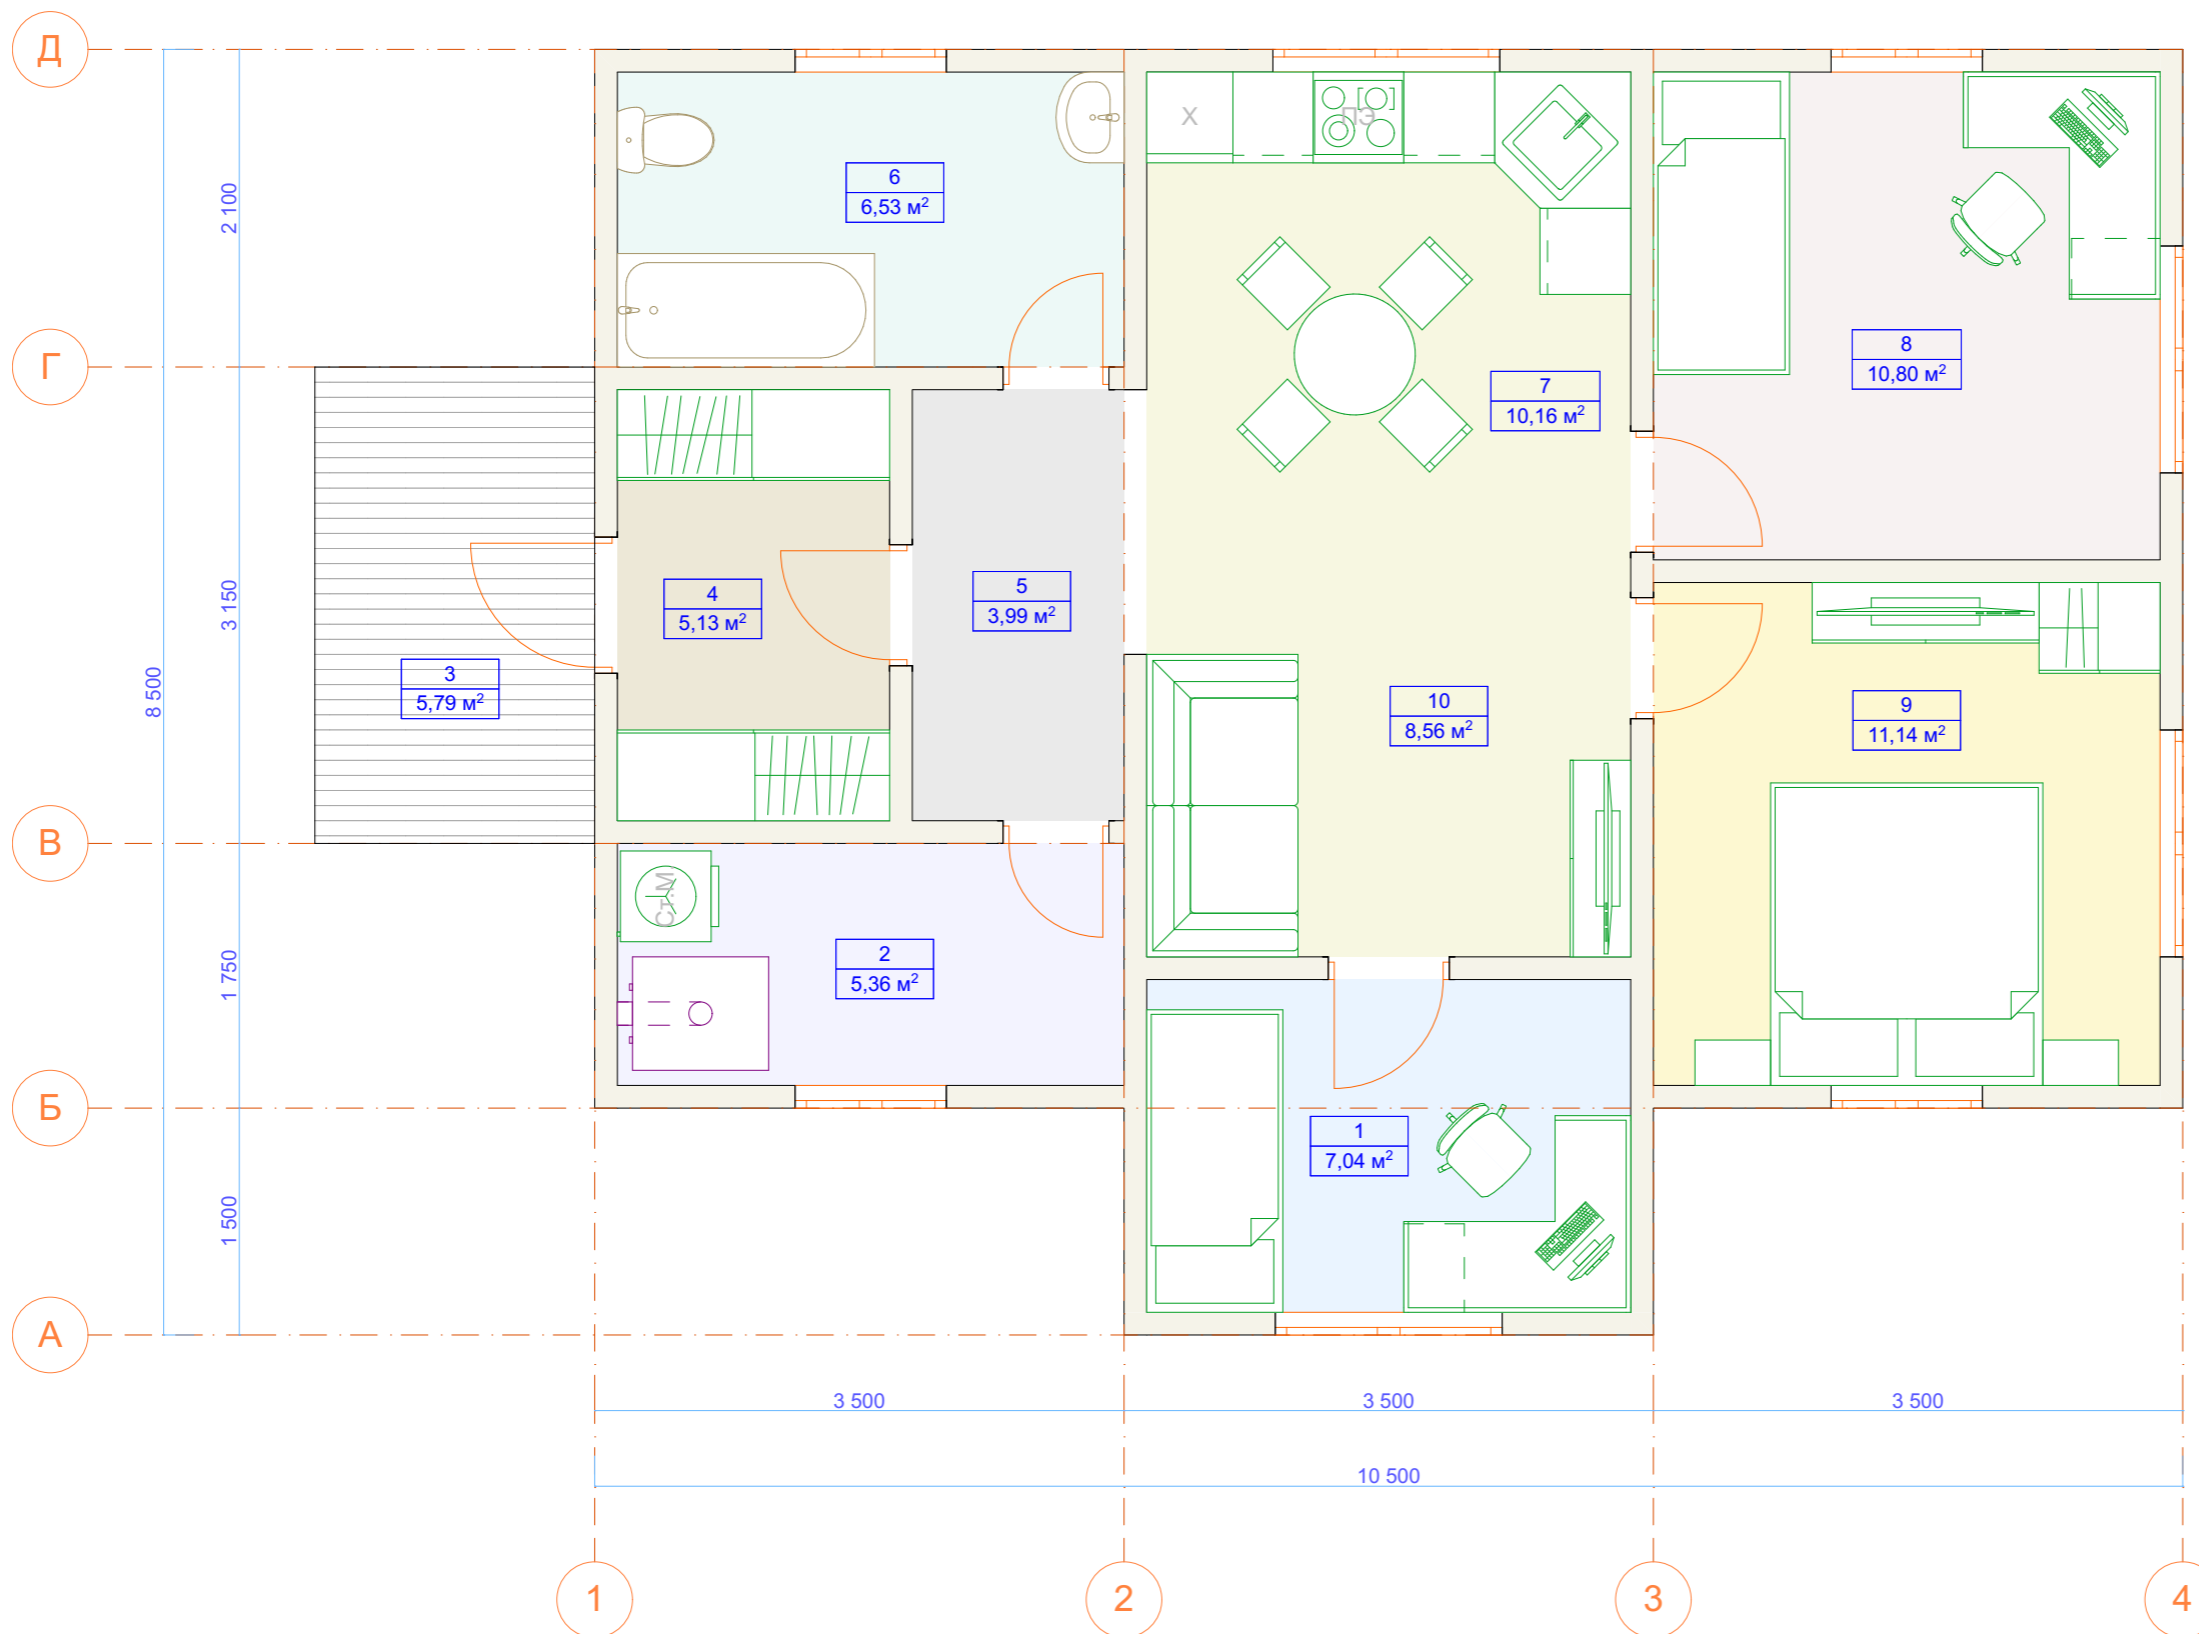 Д
Х
ПЭ
6
6,53 м²
2 100
Г
8
10,80 м²
7
10,16 м²
5
3,99 м²
4
5,13 м²
3 150
3
5,79 м²
8 500
10
8,56 м²
9
11,14 м²
В
Ст.М.
2
5,36 м²
1 750
Б
1
7,04 м²
1 500
А
3 500
3 500
3 500
10 500
1
2
3
4